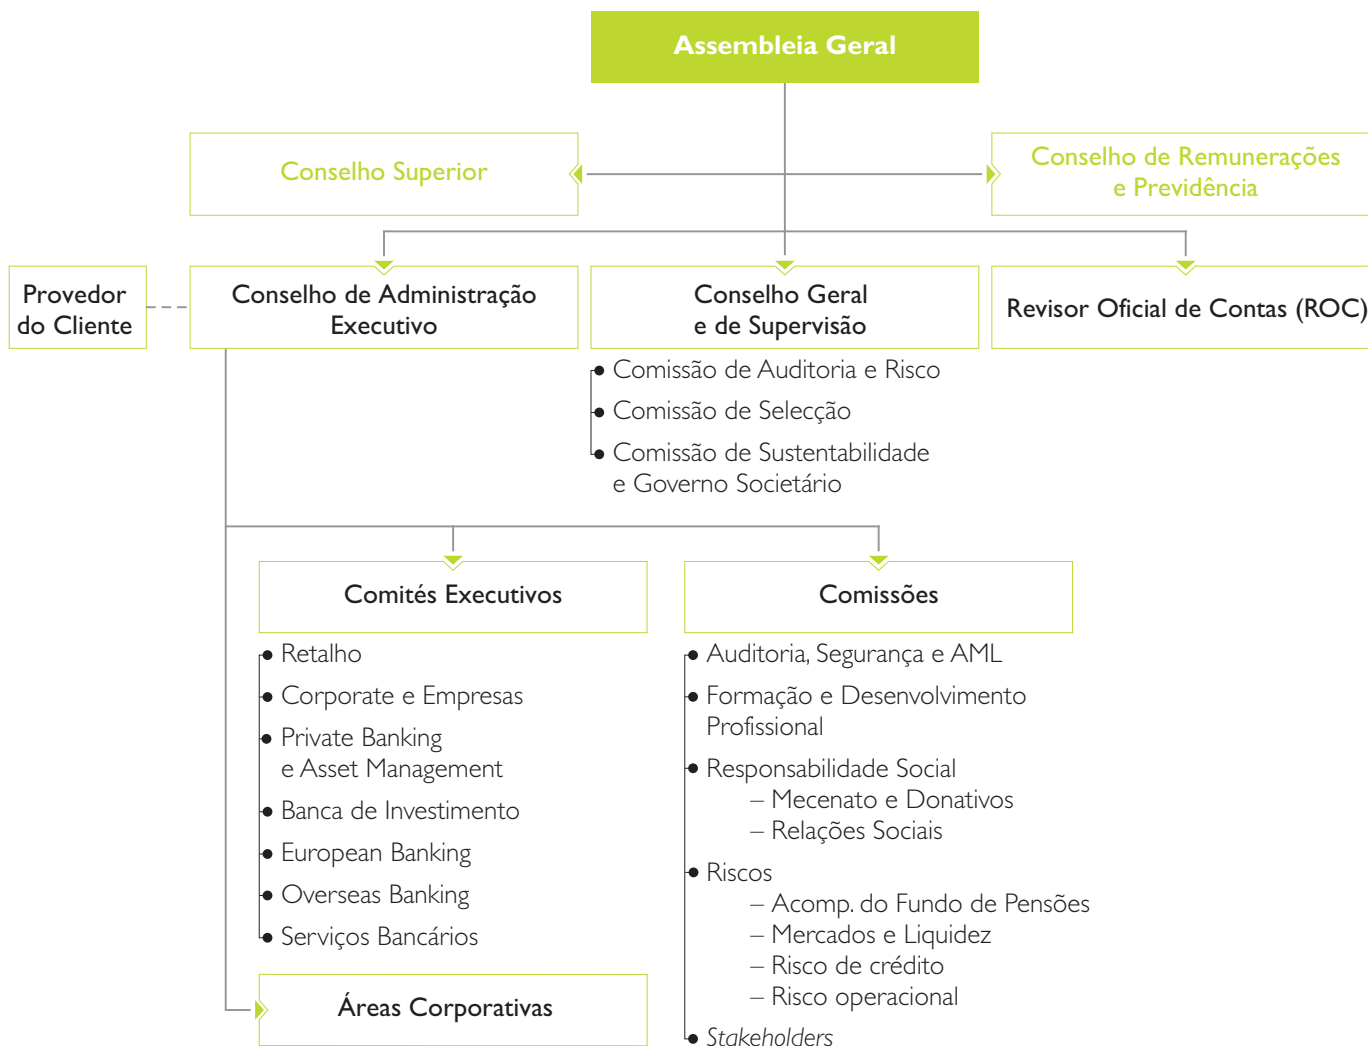 Assembleia Geral
Conselho Superior
Conselho de Remunerações
e Previdência
Provedor
do Cliente
Conselho de Administração
Executivo
Conselho Geral
e de Supervisão
Revisor Oficial de Contas (ROC)
Comissão de Auditoria e Risco
Comissão de Selecção
Comissão de Sustentabilidade
e Governo Societário
Comités Executivos
Retalho
Corporate e Empresas
Private Banking
e Asset Management
Banca de Investimento
European Banking
Overseas Banking
Serviços Bancários
Áreas Corporativas
Comissões
Auditoria, Segurança e AML
Formação e Desenvolvimento
Profissional
Responsabilidade Social
– Mecenato e Donativos
– Relações Sociais
Riscos
– Acomp. do Fundo de Pensões
– Mercados e Liquidez
– Risco de crédito
– Risco operacional
Stakeholders